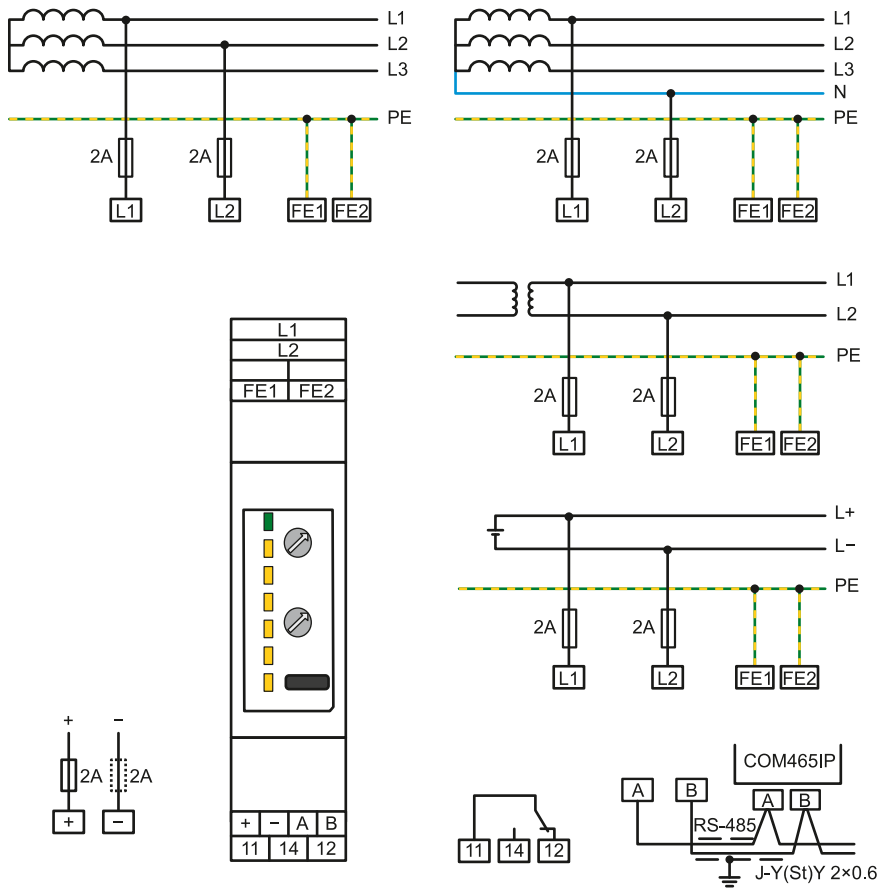 L1
L2
L3
PE
2A
2A
L1
L2
FE1
FE2
L1
L2
L3
N
PE
2A
2A
L1
L2
FE1
FE2
L1
L2
PE
2A
2A
L1
L2
FE1
FE2
L1
L2
FE1 FE2
L+
L−
PE
2A
2A
L1
L2
FE1
FE2
+ −
2A
2A
+ −
+ − A B
11 14 12
11 14 12
COM465IP
A B
A B
RS-485
J-Y(St)Y 2×0.6